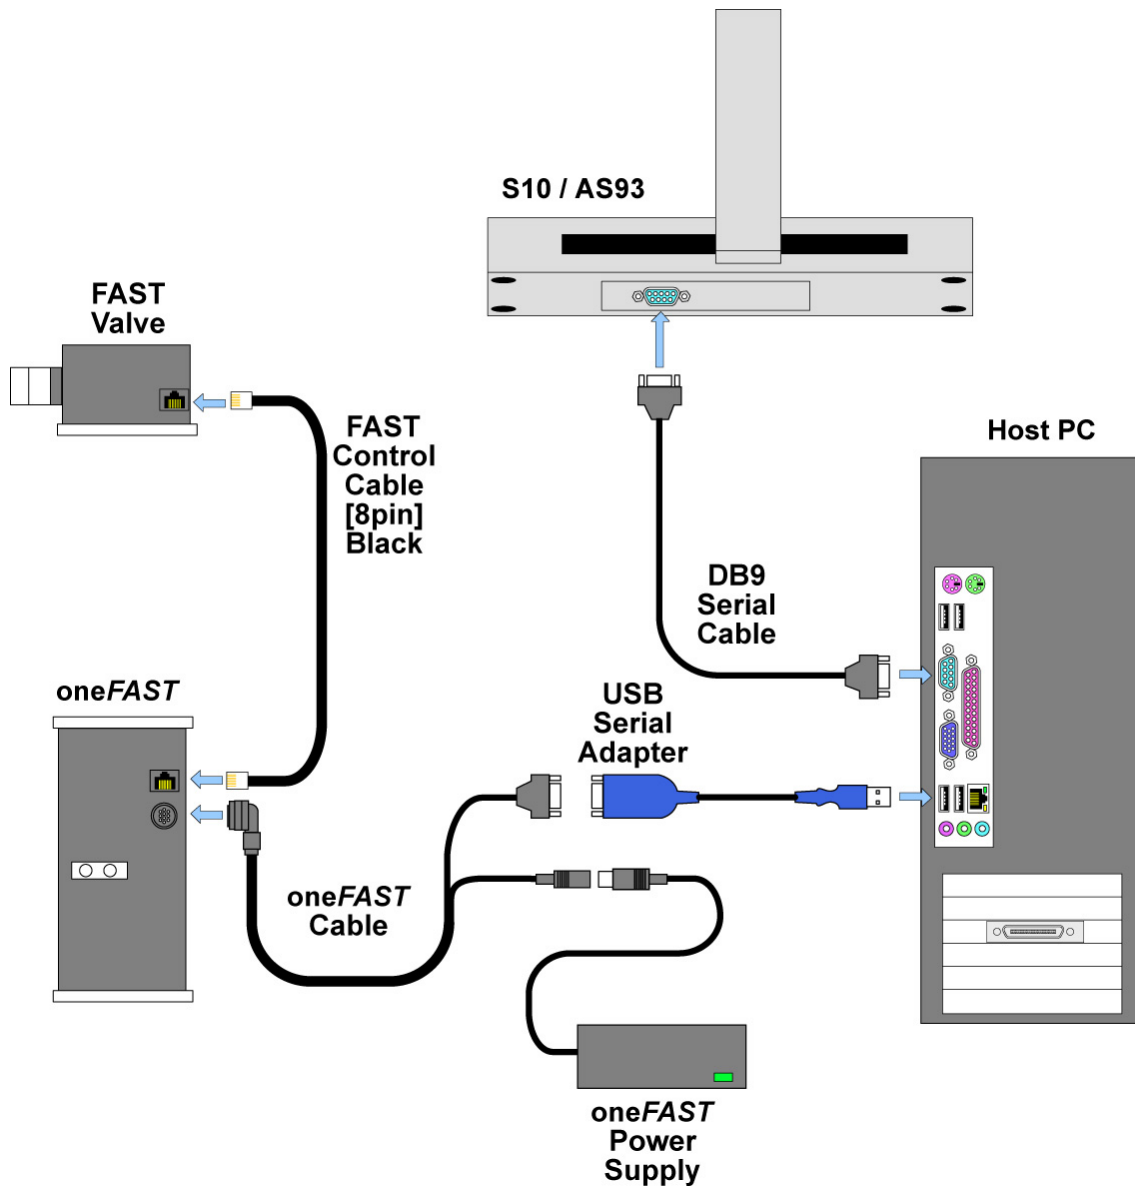 S10 / AS93
FAST
Valve
FAST
Control
Cable
[8pin]
Black
Host PC
DB9
Serial
Cable
oneFAST
USB
Serial
Adapter
oneFAST
Cable
oneFAST
Power
Supply